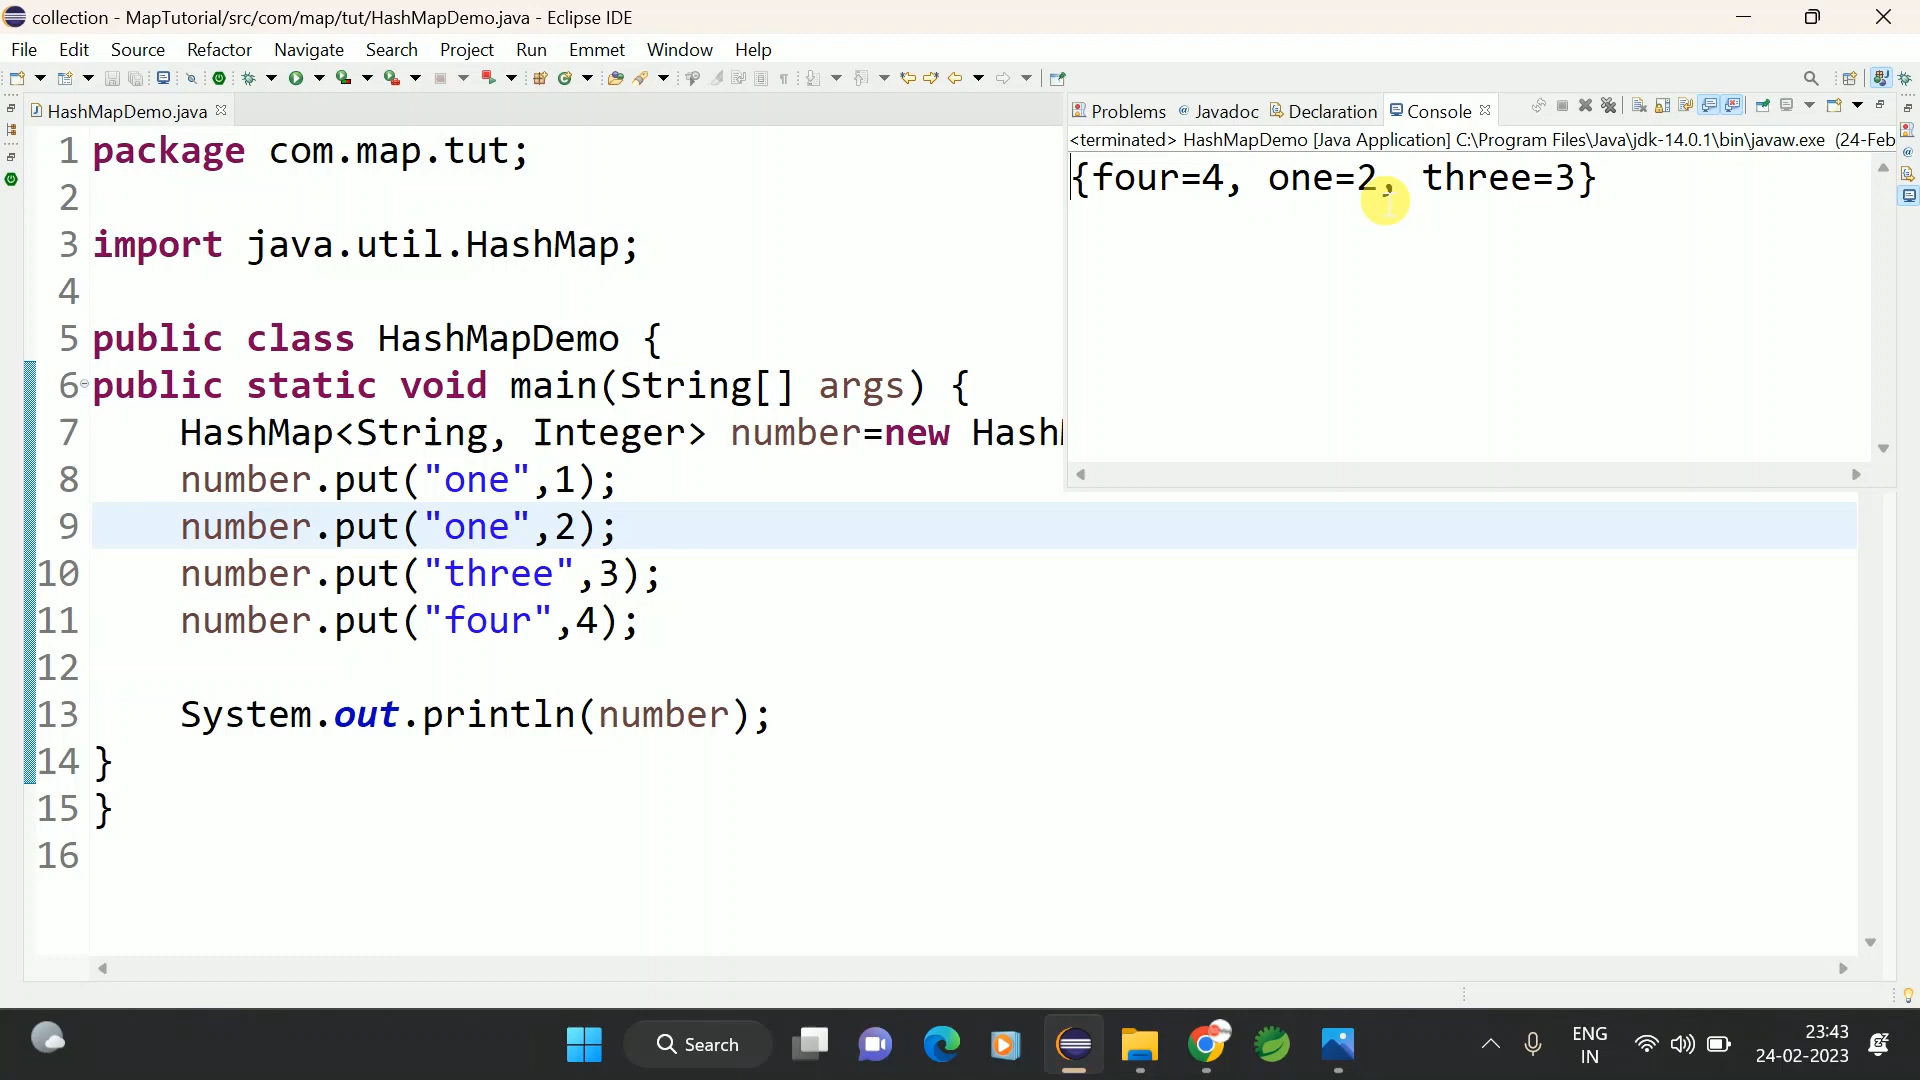 collection - MapTutorial/src/com/map/tut/HashMapDemo.java - Eclipse IDE
File Edit Source Refactor Navigate Search Project Run Emmet Window Help
HashMapDemo.java
1 package com.map.tut;
2
3 import java.util.HashMap;
4
5 public class HashMapDemo {
6 public static void main(String[] args) {
7 HashMap<String, Integer> number=new Hash
8 number.put("one",1);
9 number.put("one",2);
10 number.put("three",3);
11 number.put("four",4);
12
13 System.out.println(number);
14 }
15 }
16
Problems @ Javadoc Declaration Console
<terminated> HashMapDemo [Java Application] C:\Program Files\Java\jdk-14.0.1\bin\javaw.exe (24-Feb
{four=4, one=2, three=3}
Search
ENG
IN
23:43
24-02-2023